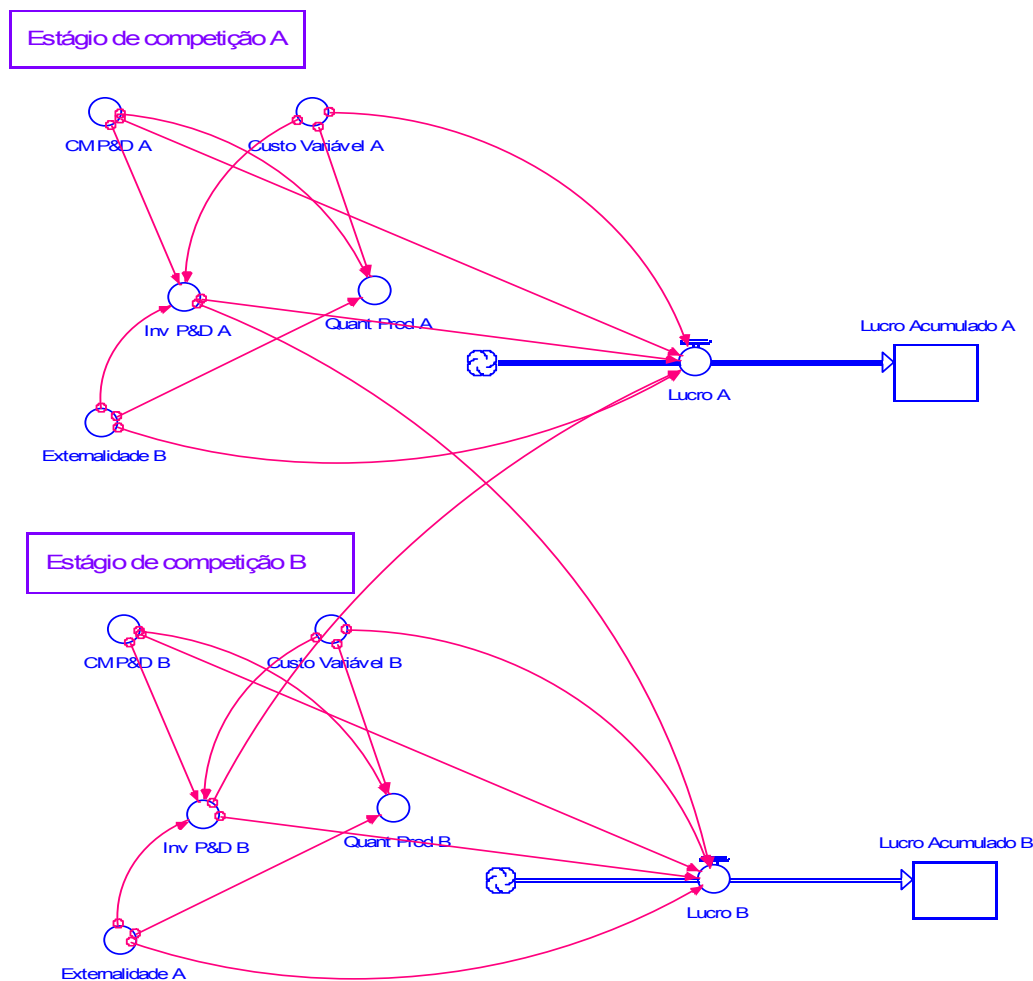 Estágio de competição A
CM P&D A
Custo Variável A
Inv P&D A
Quant Prod A
Lucro Acumulado A
Lucro A
Externalidade B
Estágio de competição B
CM P&D B
Custo Variável B
Inv P&D B
Quant Prod B
Lucro Acumulado B
Lucro B
Externalidade A